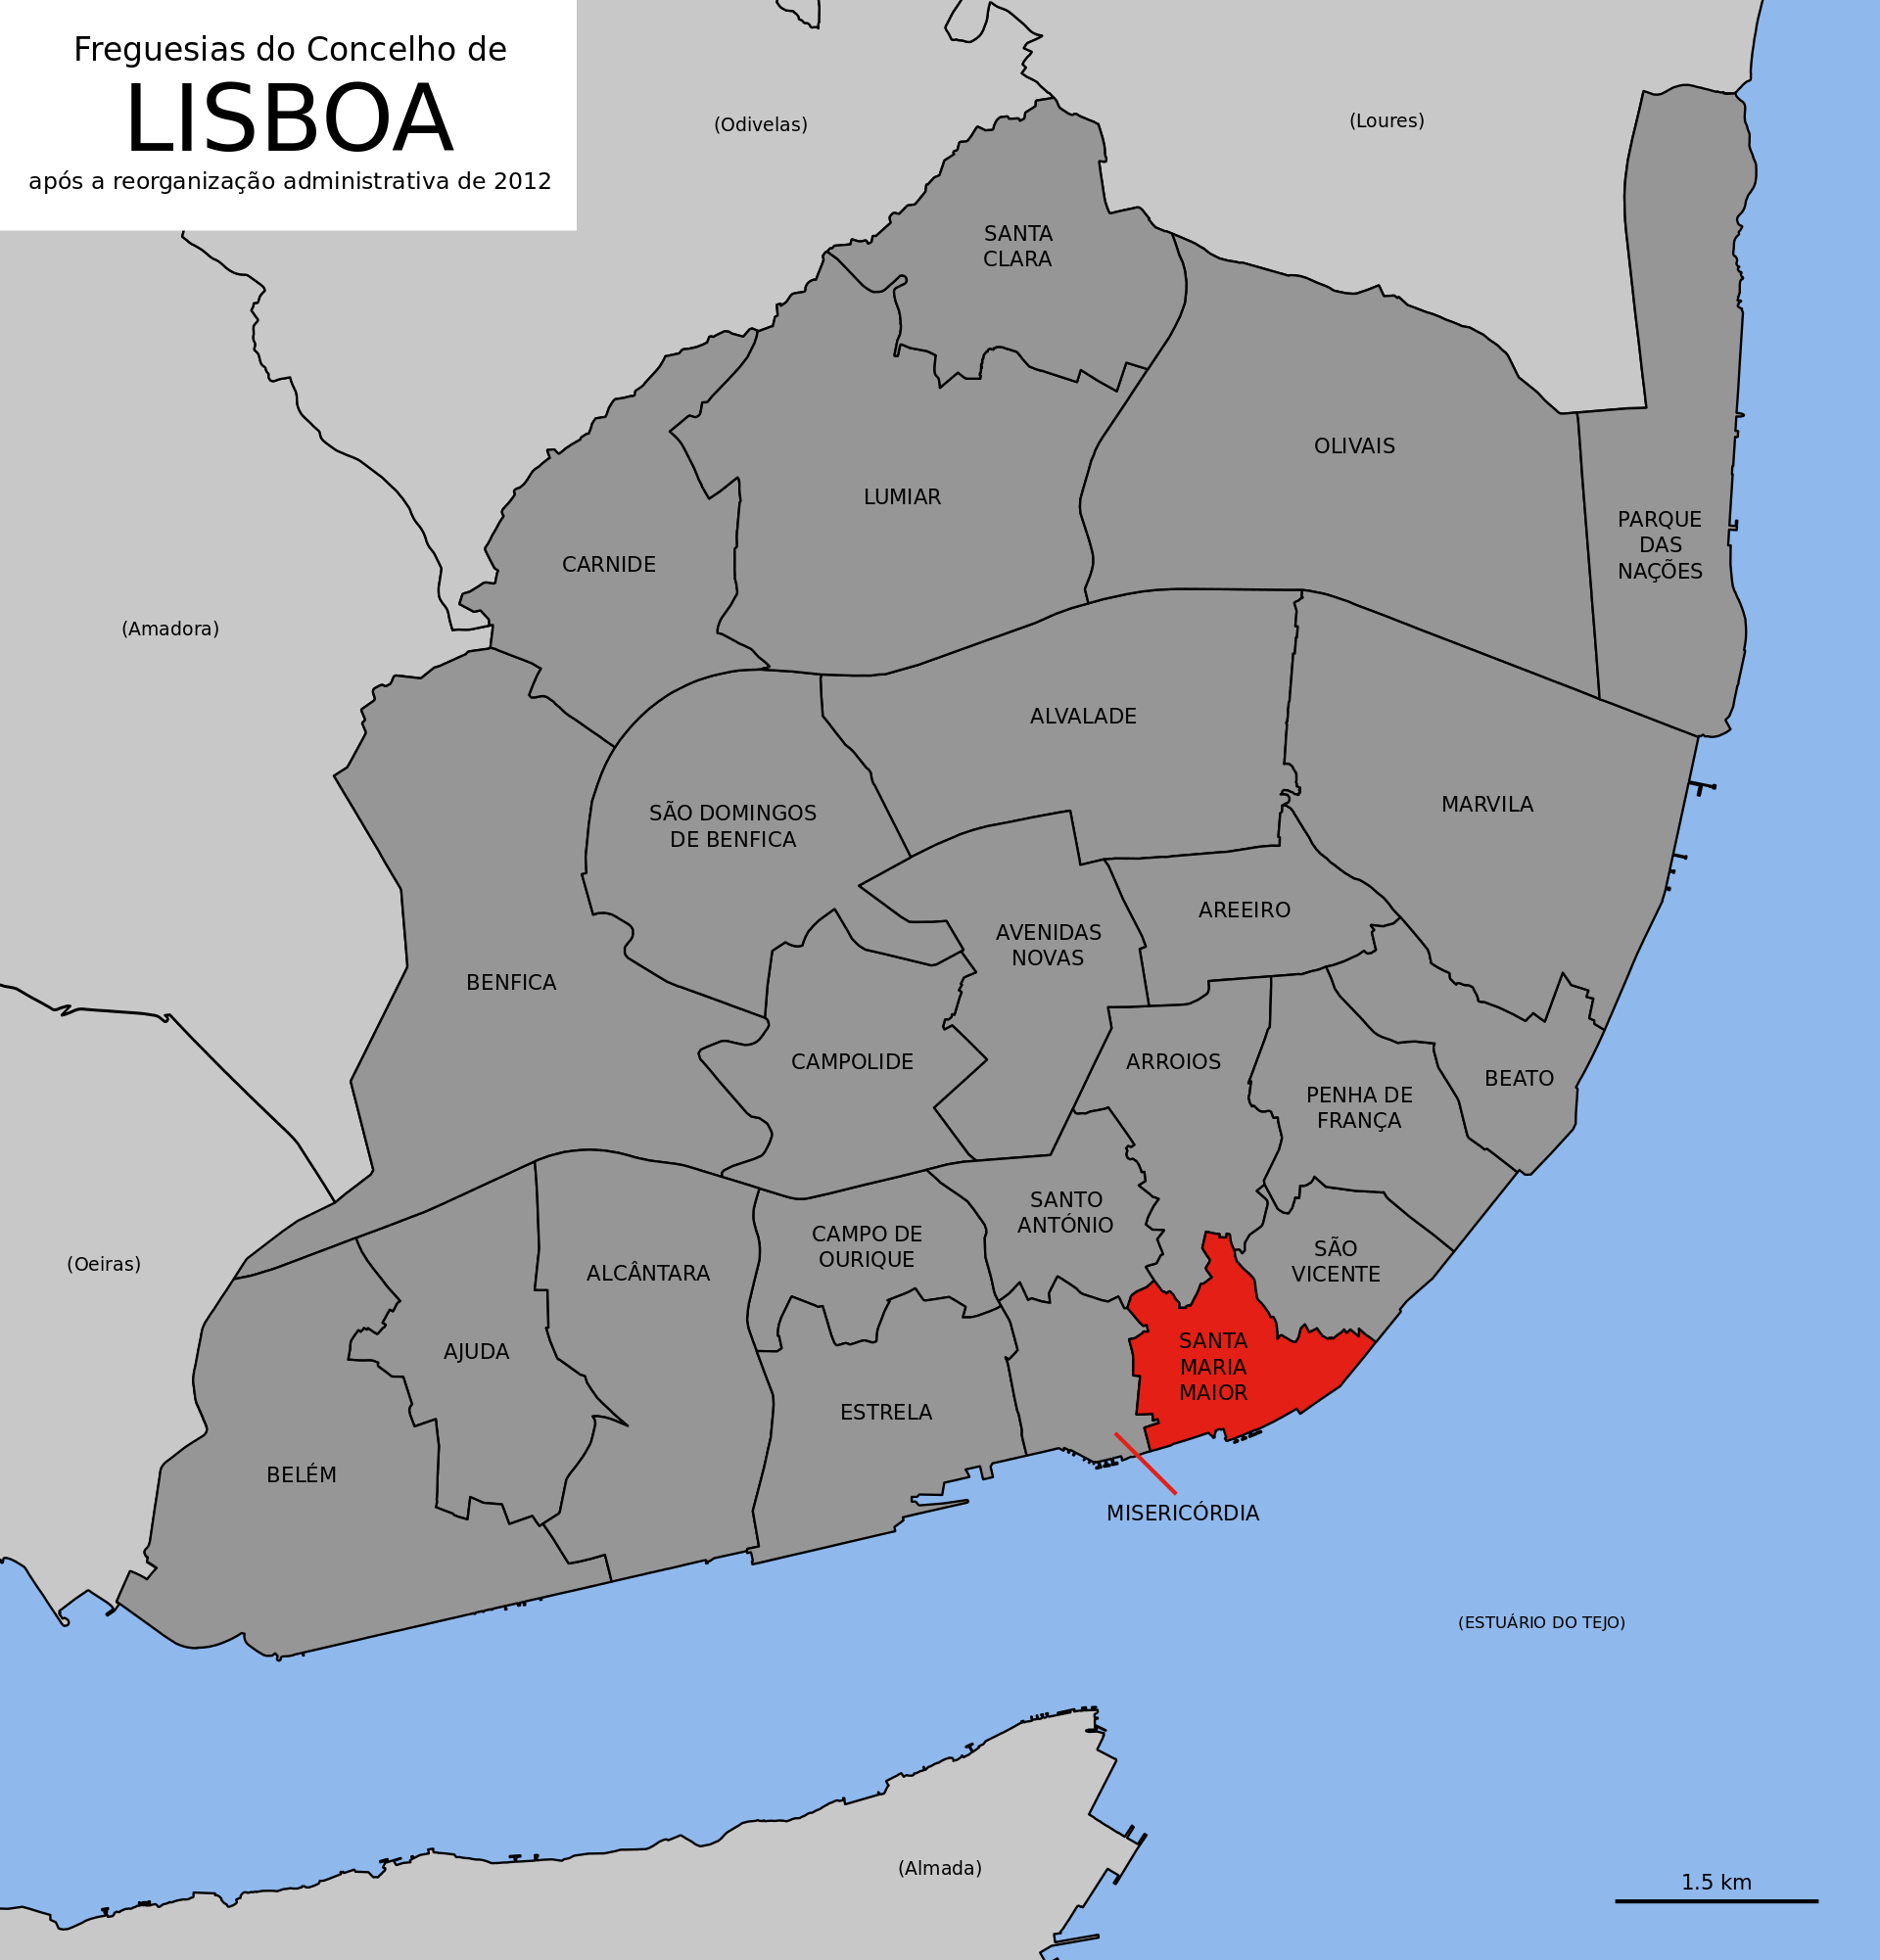 Freguesias do Concelho de
LISBOA
após a reorganização administrativa de 2012
(Odivelas)
(Loures)
SANTA
CLARA
OLIVAIS
LUMIAR
PARQUE
DAS
NAÇÕES
CARNIDE
(Amadora)
ALVALADE
MARVILA
SÃO DOMINGOS
DE BENFICA
AREEIRO
AVENIDAS
NOVAS
BENFICA
CAMPOLIDE
ARROIOS
BEATO
PENHA DE
FRANÇA
SANTO
ANTÓNIO
CAMPO DE
OURIQUE
SÃO
VICENTE
(Oeiras)
ALCÂNTARA
AJUDA
SANTA
MARIA
MAIOR
ESTRELA
BELÉM
MISERICÓRDIA
(ESTUÁRIO DO TEJO)
(Almada)
1.5 km